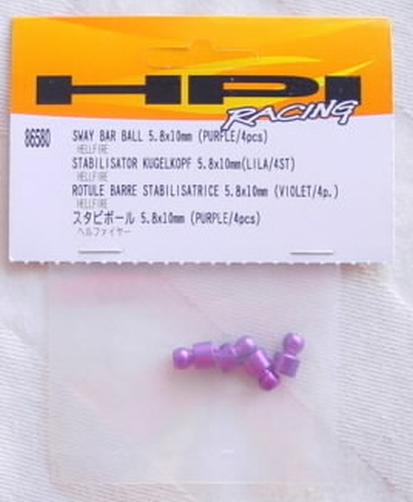 HPI
RACING
86580 SWAY BAR BALL 5.8x10mm (PURPLE/4pcs)
HELLFIRE
STABILISATOR KUGELKOPF 5.8x10mm(LILA/4ST)
HELLFIRE
ROTULE BARRE STABILISATRICE 5.8x10mm (VIOLET/4p.)
HELLFIRE
スタビボール 5.8x10mm (PURPLE/4pcs)
ヘルファイヤー